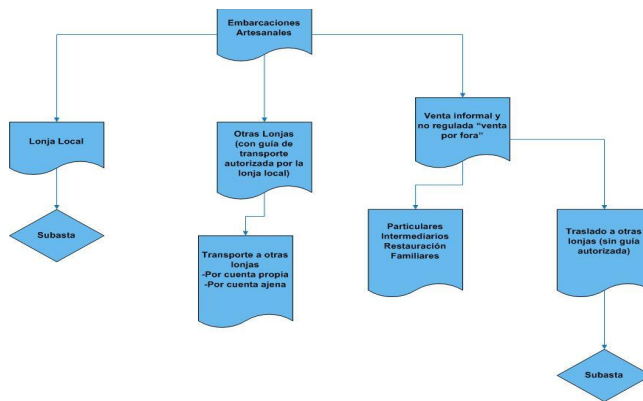 Embarcaciones
Artesanales
Lonja Local
Otras Lonjas
(con guía de
transporte
autorizada por la
lonja local)
Venta informal y
no regulada “venta
por fora”
Subasta
Transporte a otras
lonjas
-Por cuenta propia
-Por cuenta ajena
Particulares
Intermediarios
Restauración
Familiares
Traslado a otras
lonjas (sin guía
autorizada)
Subasta